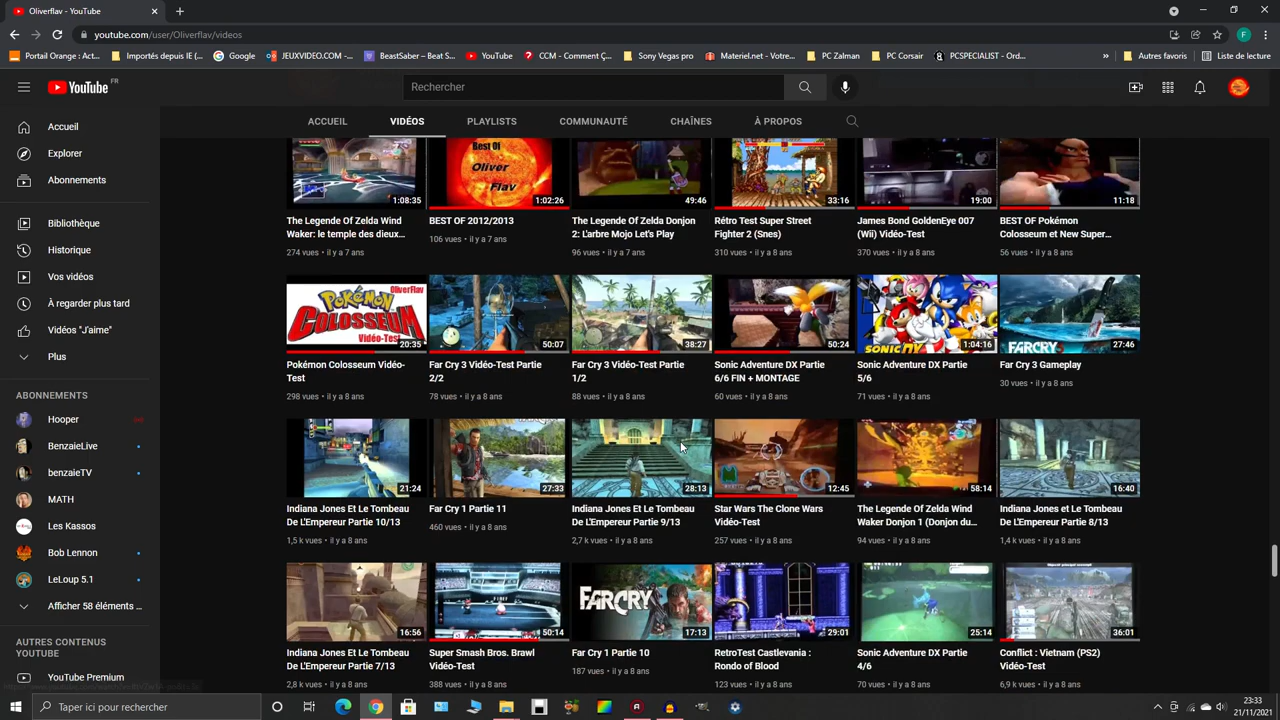 Oliverflav - YouTube
youtube.com/user/Oliverflav/videos
F
Portail Orange : Act...
Importés depuis IE (...
Google
JEUXVIDEO.COM - ...
BeastSaber – Beat S...
YouTube
CCM - Comment Ç...
Sony Vegas pro
Materiel.net - Votre...
PC Zalman
PC Corsair
PCSPECIALIST - Ord...
»
Autres favoris
Liste de lecture
YouTube FR
Rechercher
ACCUEIL
VIDÉOS
PLAYLISTS
COMMUNAUTÉ
CHAÎNES
À PROPOS
Accueil
Explorer
Abonnements
Bibliothèque
Historique
Vos vidéos
À regarder plus tard
Vidéos "J'aime"
Plus
ABONNEMENTS
Hooper
BenzaieLive
benzaieTV
MATH
Les Kassos
Bob Lennon
LeLoup 5.1
Afficher 58 éléments ...
AUTRES CONTENUS
YOUTUBE
YouTube Premium
1:08:35
Best Of
Oliver
Flav
1:02:26
49:46
33:16
19:00
11:18
The Legende Of Zelda Wind
Waker: le temple des dieux...
274 vues • il y a 7 ans
BEST OF 2012/2013
106 vues • il y a 7 ans
The Legende Of Zelda Donjon
2: L'arbre Mojo Let's Play
96 vues • il y a 7 ans
Rétro Test Super Street
Fighter 2 (Snes)
310 vues • il y a 8 ans
James Bond GoldenEye 007
(Wii) Vidéo-Test
370 vues • il y a 8 ans
BEST OF Pokémon
Colosseum et New Super...
56 vues • il y a 8 ans
OliverFlav
POKéMON
COLOSSEUM
Vidéo-Test
20:35
50:07
38:27
50:24
1:04:16
FARCRY
27:46
Pokémon Colosseum Vidéo-
Test
298 vues • il y a 8 ans
Far Cry 3 Vidéo-Test Partie
2/2
78 vues • il y a 8 ans
Far Cry 3 Vidéo-Test Partie
1/2
88 vues • il y a 8 ans
Sonic Adventure DX Partie
6/6 FIN + MONTAGE
60 vues • il y a 8 ans
Sonic Adventure DX Partie
5/6
71 vues • il y a 8 ans
Far Cry 3 Gameplay
30 vues • il y a 8 ans
21:24
27:33
28:13
12:45
58:14
16:40
Indiana Jones Et Le Tombeau
De L'Empereur Partie 10/13
1,5 k vues • il y a 8 ans
Far Cry 1 Partie 11
460 vues • il y a 8 ans
Indiana Jones Et Le Tombeau
De L'Empereur Partie 9/13
2,7 k vues • il y a 8 ans
Star Wars The Clone Wars
Vidéo-Test
257 vues • il y a 8 ans
The Legende Of Zelda Wind
Waker Donjon 1 (Donjon du...
94 vues • il y a 8 ans
Indiana Jones Et Le Tombeau
De L'Empereur Partie 8/13
1,4 k vues • il y a 8 ans
16:56
50:14
FARCRY
17:13
29:01
25:14
36:01
Indiana Jones Et Le Tombeau
De L'Empereur Partie 7/13
2,8 k vues • il y a 8 ans
Super Smash Bros. Brawl
Vidéo-Test
388 vues • il y a 8 ans
Far Cry 1 Partie 10
187 vues • il y a 8 ans
RetroTest Castlevania :
Rondo of Blood
123 vues • il y a 8 ans
Sonic Adventure DX Partie
4/6
70 vues • il y a 8 ans
Conflict : Vietnam (PS2)
Vidéo-Test
6,9 k vues • il y a 8 ans
Taper ici pour rechercher
23:33
21/11/2021